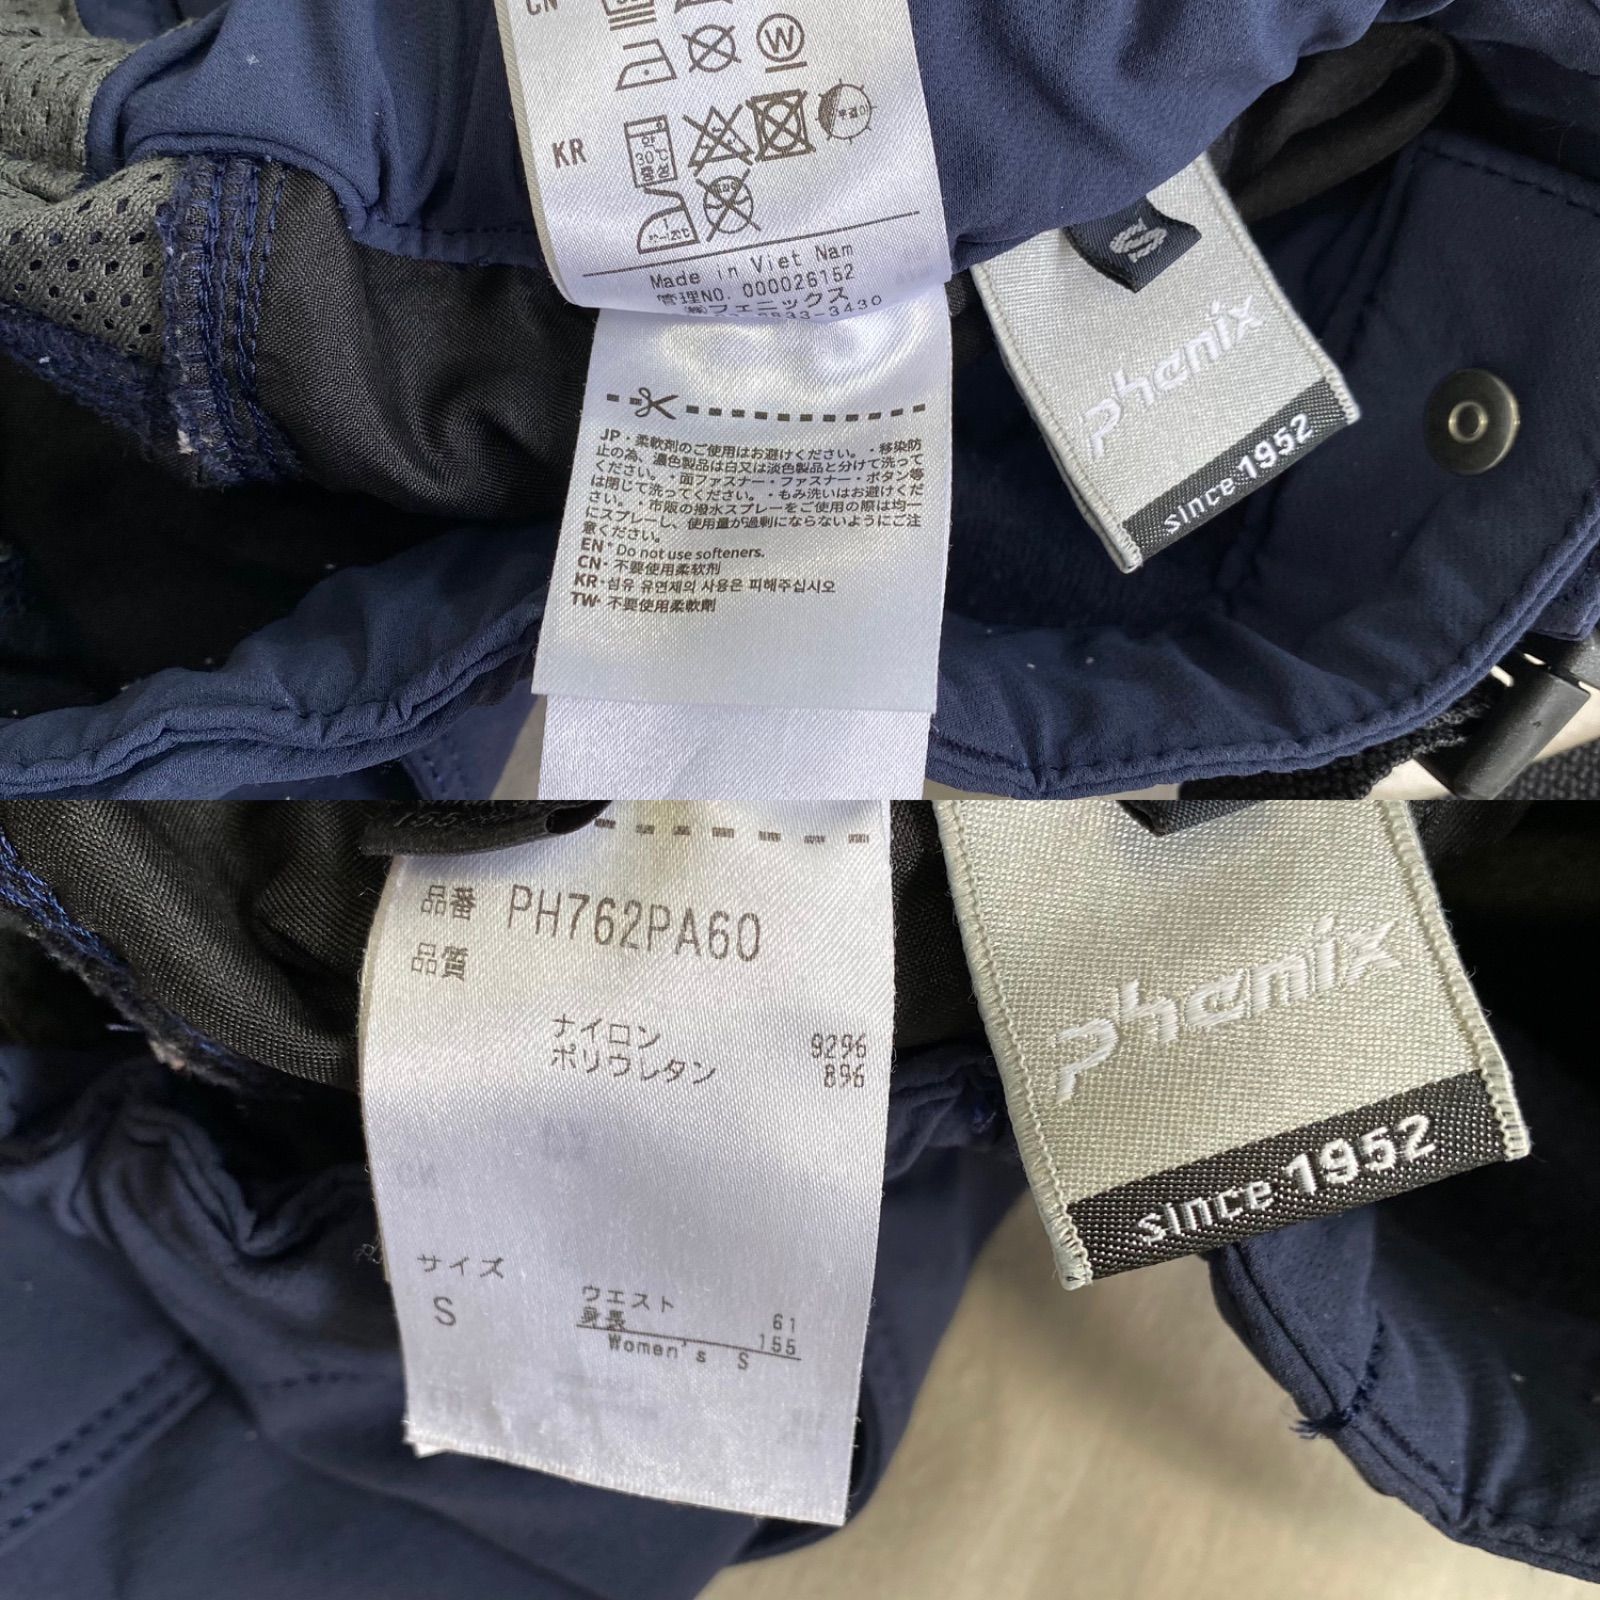 CN
W
KR
약
30℃
중성
Made in Viet Nam
管理NO. 000026152
㈱フェニックス
3430
S
phenix
since 1952
JP・柔軟剤のご使用はお避けください。・移染防
止の為、濃色製品は白又は淡色製品と分けて洗って
ください。・面ファスナー・ファスナー・ボタン等
は閉じて洗ってください。・もみ洗いはお避けくだ
さい。・市販の撥水スプレーをご使用の際は均一
にスプレーし、使用量が過剰にならないようにご注
意ください。
EN・Do not use softeners.
CN・不要使用柔软剂
KR・섬유 유연제의 사용은 피해주십시오
TW・不要使用柔軟劑
155
品番 PH762PA60
品質
ナイロン 92%
ポリウレタン 8%
サイズ
S
ウエスト 61
身長 155
Women's S
phenix
since 1952